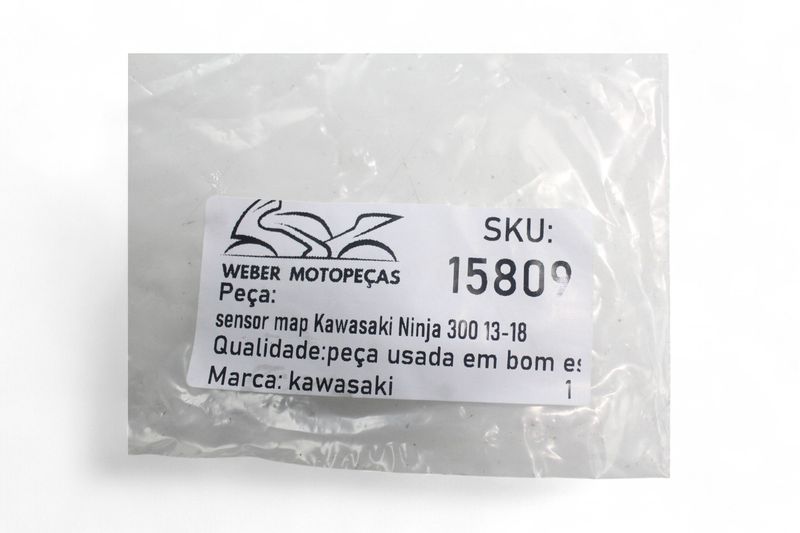 SKU:
15809
WEBER MOTOPEÇAS
Peça:
sensor map Kawasaki Ninja 300 13-18
Qualidade:peça usada em bom es
Marca: kawasaki
1